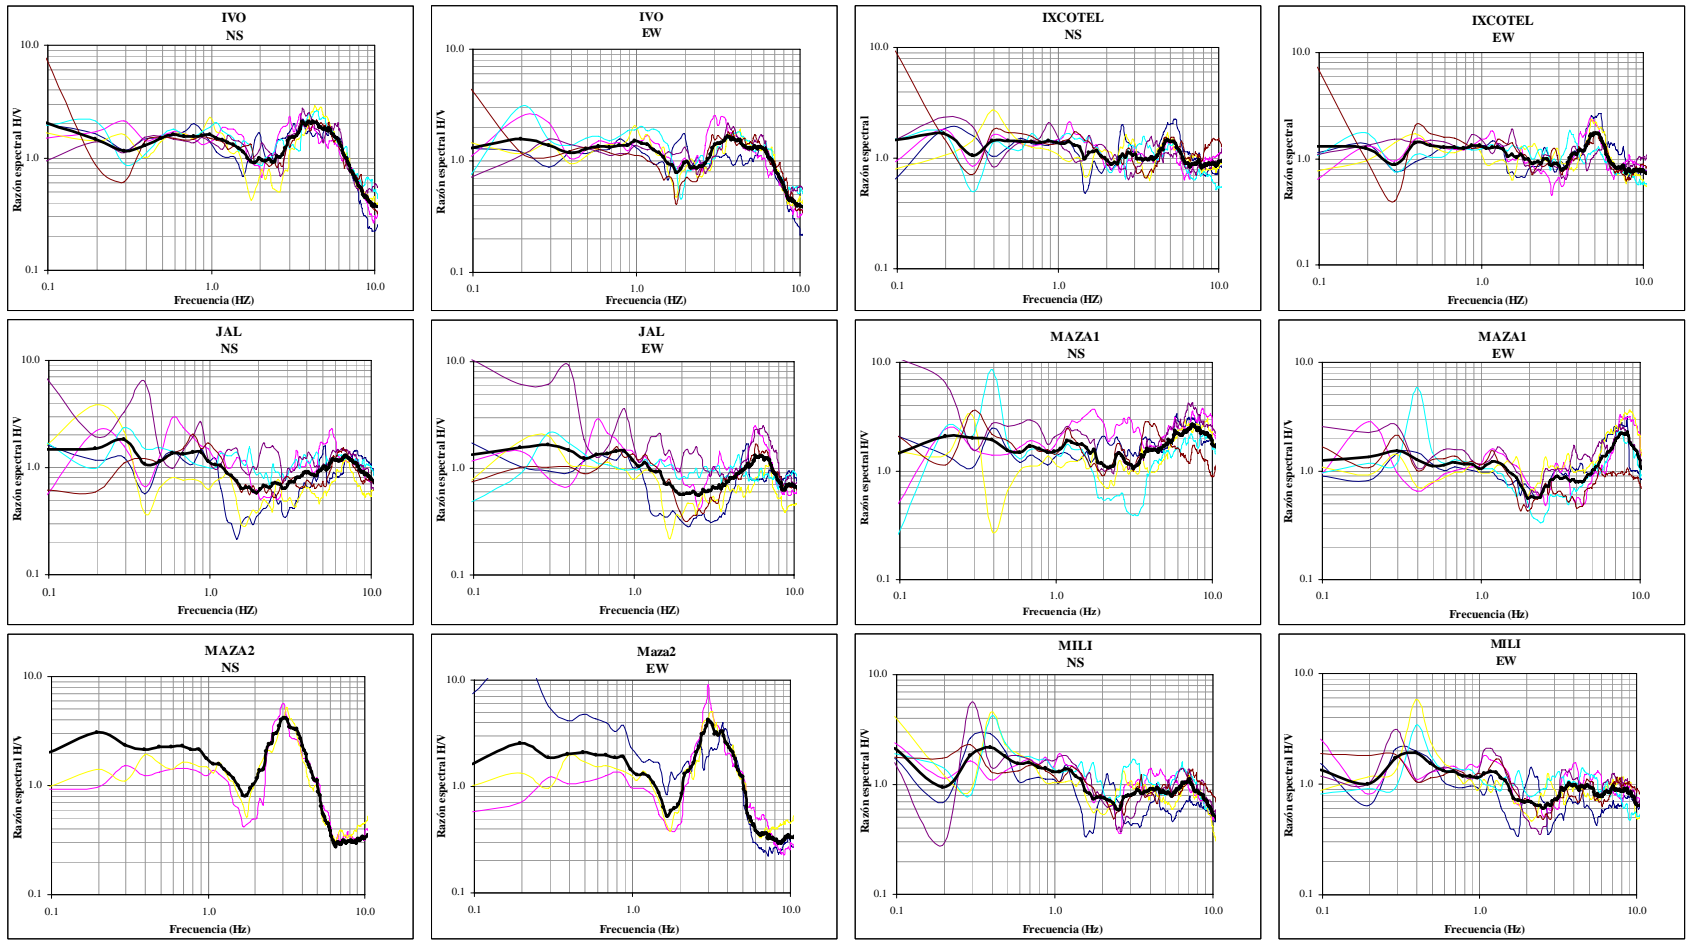 IVO
NS
10.0
1.0
0.1
0.1
1.0
10.0
Razón espectral H/V
Frecuencia (HZ)
IVO
EW
10.0
1.0
0.1
0.1
1.0
10.0
Razón espectral H/V
Frecuencia (HZ)
IXCOTEL
NS
10.0
1.0
0.1
0.1
1.0
10.0
Razón espectral
Frecuencia (HZ)
IXCOTEL
EW
10.0
1.0
0.1
0.1
1.0
10.0
Razón espectral
Frecuencia (HZ)
JAL
NS
10.0
1.0
0.1
0.1
1.0
10.0
Razón espectral H/V
Frecuencia (HZ)
JAL
EW
10.0
1.0
0.1
0.1
1.0
10.0
Razón espectral H/V
Frecuencia (HZ)
MAZA1
NS
10.0
1.0
0.1
0.1
1.0
10.0
Razón espectral H/V
Frecuencia (Hz)
MAZA1
EW
10.0
1.0
0.1
0.1
1.0
10.0
Razón espectral H/V
Frecuencia (Hz)
MAZA2
NS
10.0
1.0
0.1
0.1
1.0
10.0
Razón espectral H/V
Frecuencia (Hz)
Maza2
EW
10.0
1.0
0.1
0.1
1.0
10.0
Razón espectral H/V
Frecuencia (Hz)
MILI
NS
10.0
1.0
0.1
0.1
1.0
10.0
Razón espectral H/V
Frecuencia (Hz)
MILI
EW
10.0
1.0
0.1
0.1
1.0
10.0
Razón espectral H/V
Frecuencia (Hz)